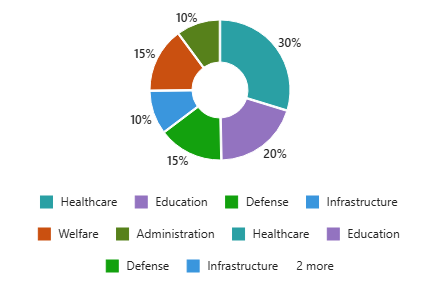 10%
30%
15%
10%
15%
20%
Healthcare Education Defense Infrastructure
Welfare Administration Healthcare Education
Defense Infrastructure 2 more